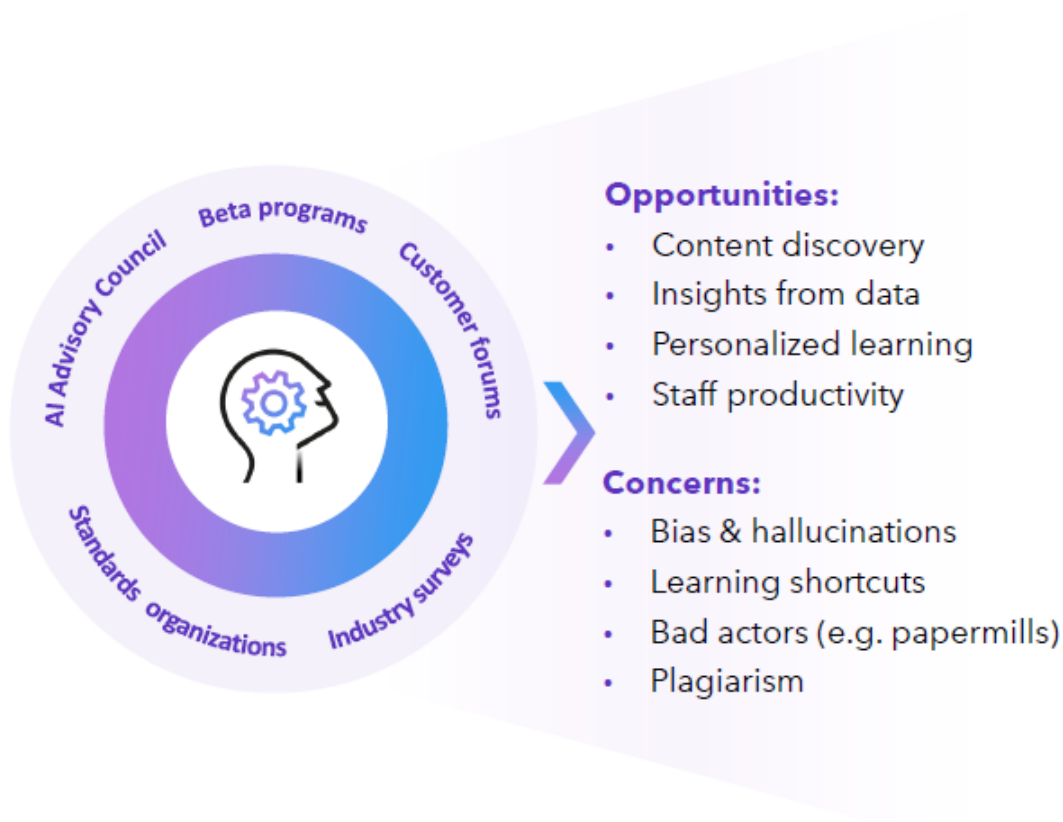 AI Advisory Council
Beta programs
Customer forums
Standards organizations
Industry surveys
Opportunities:
• Content discovery
• Insights from data
• Personalized learning
• Staff productivity
Concerns:
• Bias & hallucinations
• Learning shortcuts
• Bad actors (e.g. papermills)
• Plagiarism